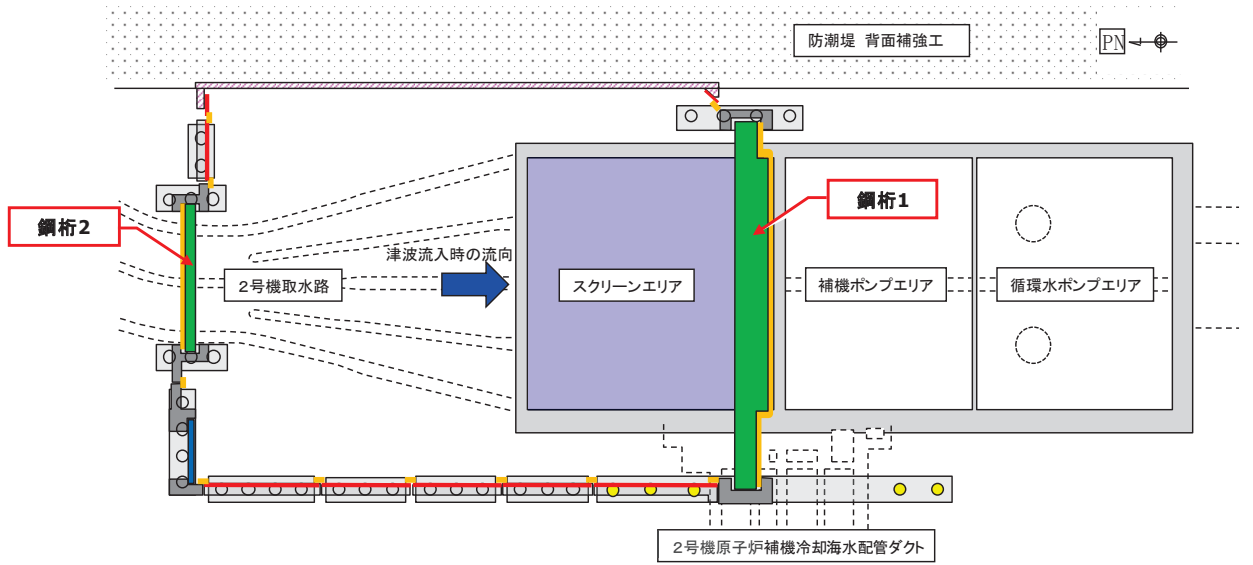 防潮堤 背面補強工
PN
鋼桁1
鋼桁2
津波流入時の流向
2号機取水路
スクリーンエリア
補機ポンプエリア
循環水ポンプエリア
2号機原子炉補機冷却海水配管ダクト